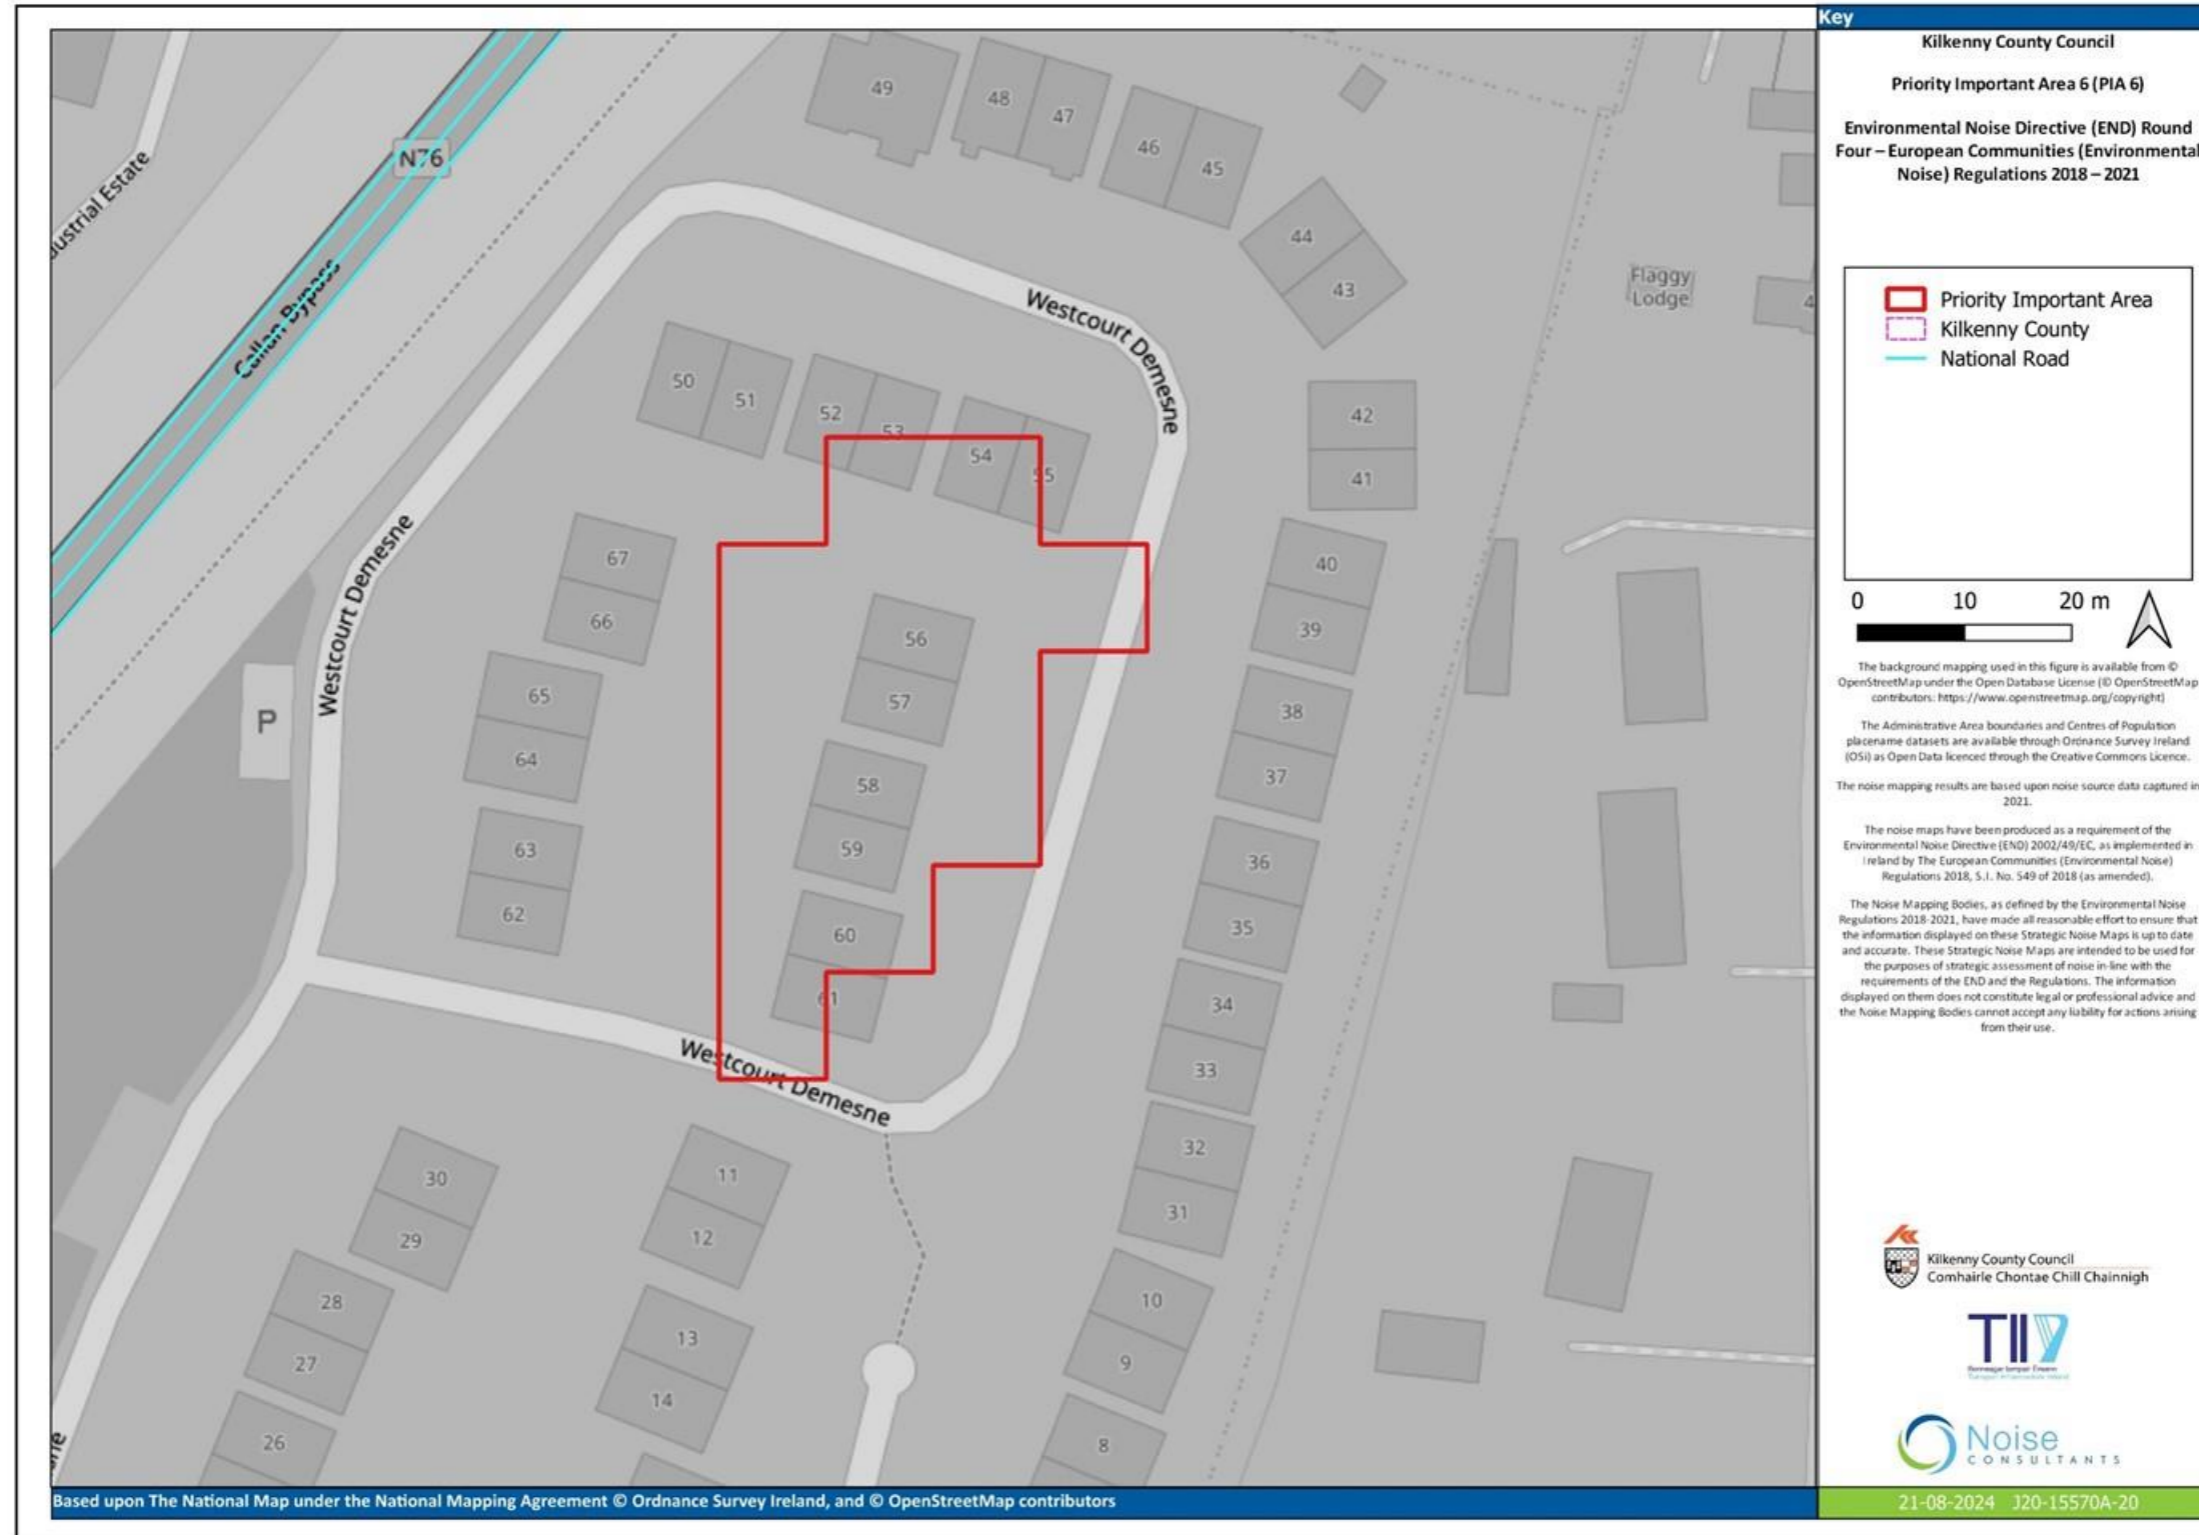 Key
Kilkenny County Council
Priority Important Area 6 (PIA 6)
Environmental Noise Directive (END) Round
Four – European Communities (Environmental
Noise) Regulations 2018 – 2021
Priority Important Area
Kilkenny County
National Road
0 10 20 m
The background mapping used in this figure is available from ©
OpenStreetMap under the Open Database License (© OpenStreetMap
contributors: https://www.openstreetmap.org/copyright)
The Administrative Area boundaries and Centres of Population
placename datasets are available through Ordnance Survey Ireland
(OSi) as Open Data licenced through the Creative Commons Licence.
The noise mapping results are based upon noise source data captured in
2021.
The noise maps have been produced as a requirement of the
Environmental Noise Directive (END) 2002/49/EC, as implemented in
Ireland by The European Communities (Environmental Noise)
Regulations 2018, S.I. No. 549 of 2018 (as amended).
The Noise Mapping Bodies, as defined by the Environmental Noise
Regulations 2018-2021, have made all reasonable effort to ensure that
the information displayed on these Strategic Noise Maps is up to date
and accurate. These Strategic Noise Maps are intended to be used for
the purposes of strategic assessment of noise in-line with the
requirements of the END and the Regulations. The information
displayed on them does not constitute legal or professional advice and
the Noise Mapping Bodies cannot accept any liability for actions arising
from their use.
Kilkenny County Council
Comhairle Chontae Chill Chainnigh
TII
Noise
CONSULTANTS
21-08-2024 J20-15570A-20
N76
ustrial Estate
Callan Bypass
Westcourt Demesne
Westcourt Demesne
Westcourt Demesne
Flaggy
Lodge
P
49
48
47
46
45
44
43
42
41
50
51
52
53
54
55
67
66
65
64
63
62
56
57
58
59
60
61
40
39
38
37
36
35
34
33
32
31
10
9
8
11
12
13
14
30
29
28
27
26
4
ne
Based upon The National Map under the National Mapping Agreement © Ordnance Survey Ireland, and © OpenStreetMap contributors